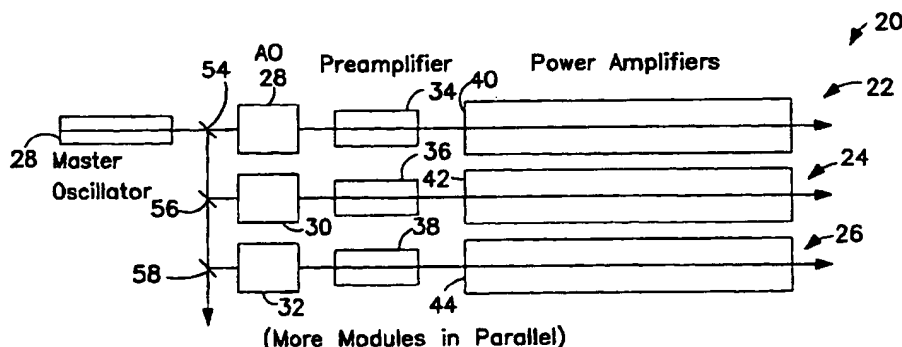 20
AO
Preamplifier
Power Amplifiers
54
28
34
40
22
28
Master
Oscillator
36
42
24
56
30
38
26
58
32
44
(More Modules in Parallel)